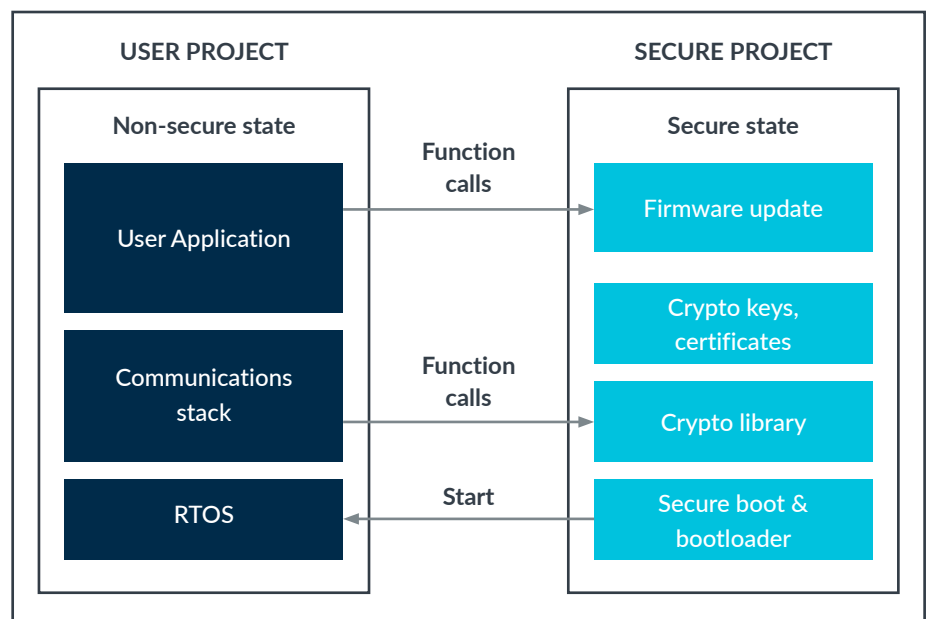 USER PROJECT
Non-secure state
User Application
Communications
stack
RTOS
Function
calls
Function
calls
Start
SECURE PROJECT
Secure state
Firmware update
Crypto keys,
certificates
Crypto library
Secure boot &
bootloader